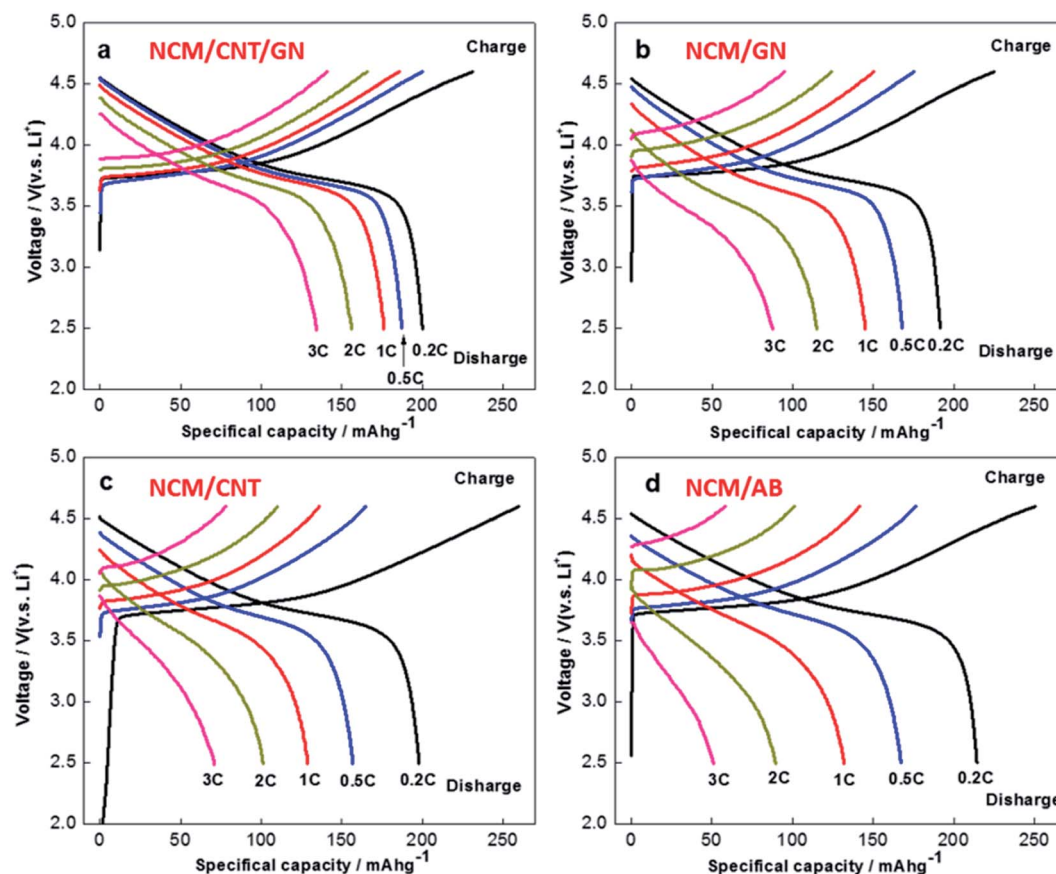 a
NCM/CNT/GN
Charge
5.0
4.5
4.0
3.5
3.0
2.5
2.0
Voltage / V(v.s. Li⁺)
3C
2C
1C
0.2C
0.5C
Disharge
0
50
100
150
200
250
Specifical capacity / mAhg⁻¹
b
NCM/GN
Charge
5.0
4.5
4.0
3.5
3.0
2.5
2.0
Voltage / V(v.s. Li⁺)
3C
2C
1C
0.5C
0.2C
Disharge
0
50
100
150
200
250
Specifical capacity / mAhg⁻¹
c
NCM/CNT
Charge
5.0
4.5
4.0
3.5
3.0
2.5
2.0
Voltage / V(v.s. Li⁺)
3C
2C
1C
0.5C
0.2C
Disharge
0
50
100
150
200
250
Specifical capacity / mAhg⁻¹
d
NCM/AB
Charge
5.0
4.5
4.0
3.5
3.0
2.5
2.0
Voltage / V(v.s. Li⁺)
3C
2C
1C
0.5C
0.2C
Disharge
0
50
100
150
200
250
Specifical capacity / mAhg⁻¹